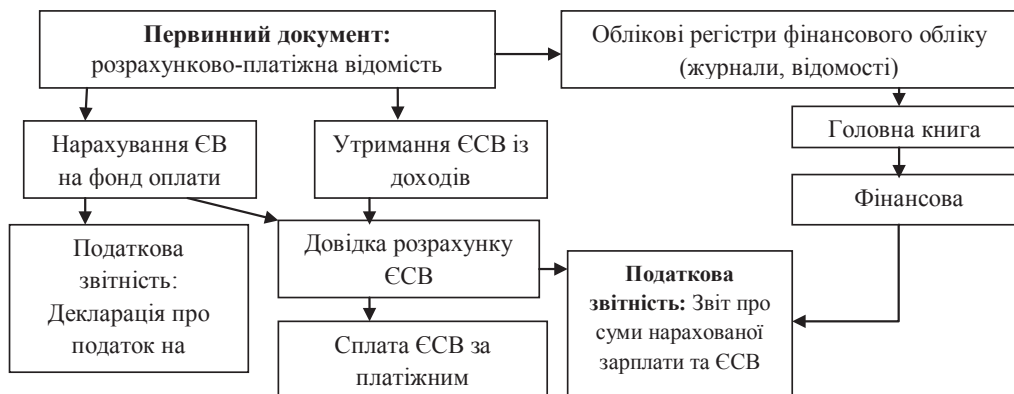 Первинний документ:
розрахунково-платіжна відомість
Облікові регістри фінансового обліку
(журнали, відомості)
Нарахування ЄВ
на фонд оплати
Утримання ЄСВ із
доходів
Головна книга
Фінансова
Податкова
звітність:
Декларація про
податок на
Довідка розрахунку
ЄСВ
Податкова
звітність: Звіт про
суми нарахованої
зарплати та ЄСВ
Сплата ЄСВ за
платіжним